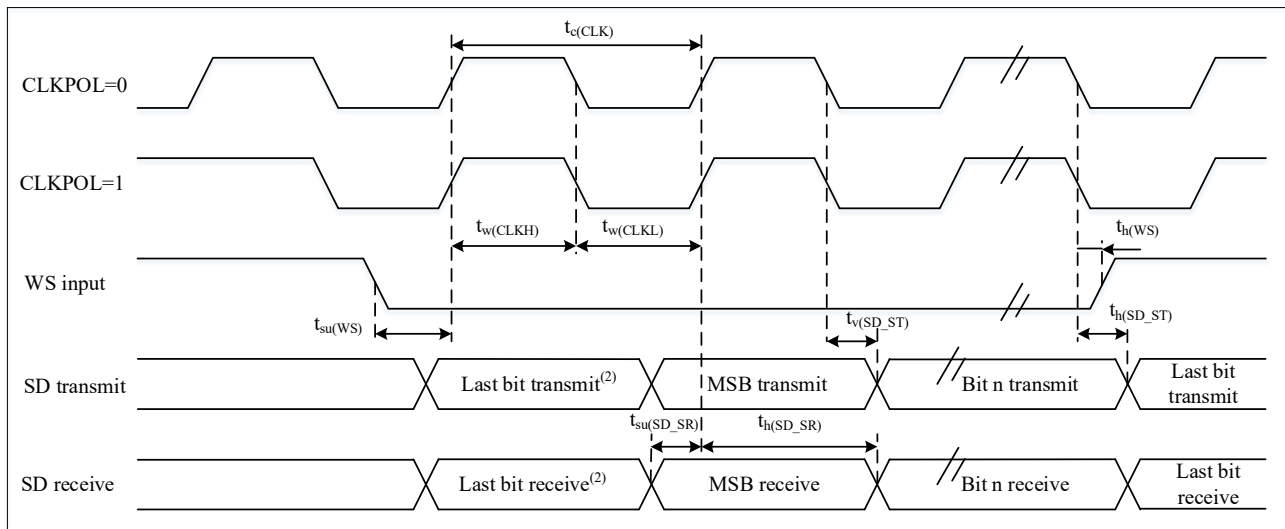 t_c(CLK)
CLKPOL=0
CLKPOL=1
t_w(CLKH)
t_w(CLKL)
t_h(WS)
WS input
t_su(WS)
t_v(SD_ST)
t_h(SD_ST)
SD transmit
Last bit transmit(2)
MSB transmit
Bit n transmit
Last bit
transmit
t_su(SD_SR)
t_h(SD_SR)
SD receive
Last bit receive(2)
MSB receive
Bit n receive
Last bit
receive